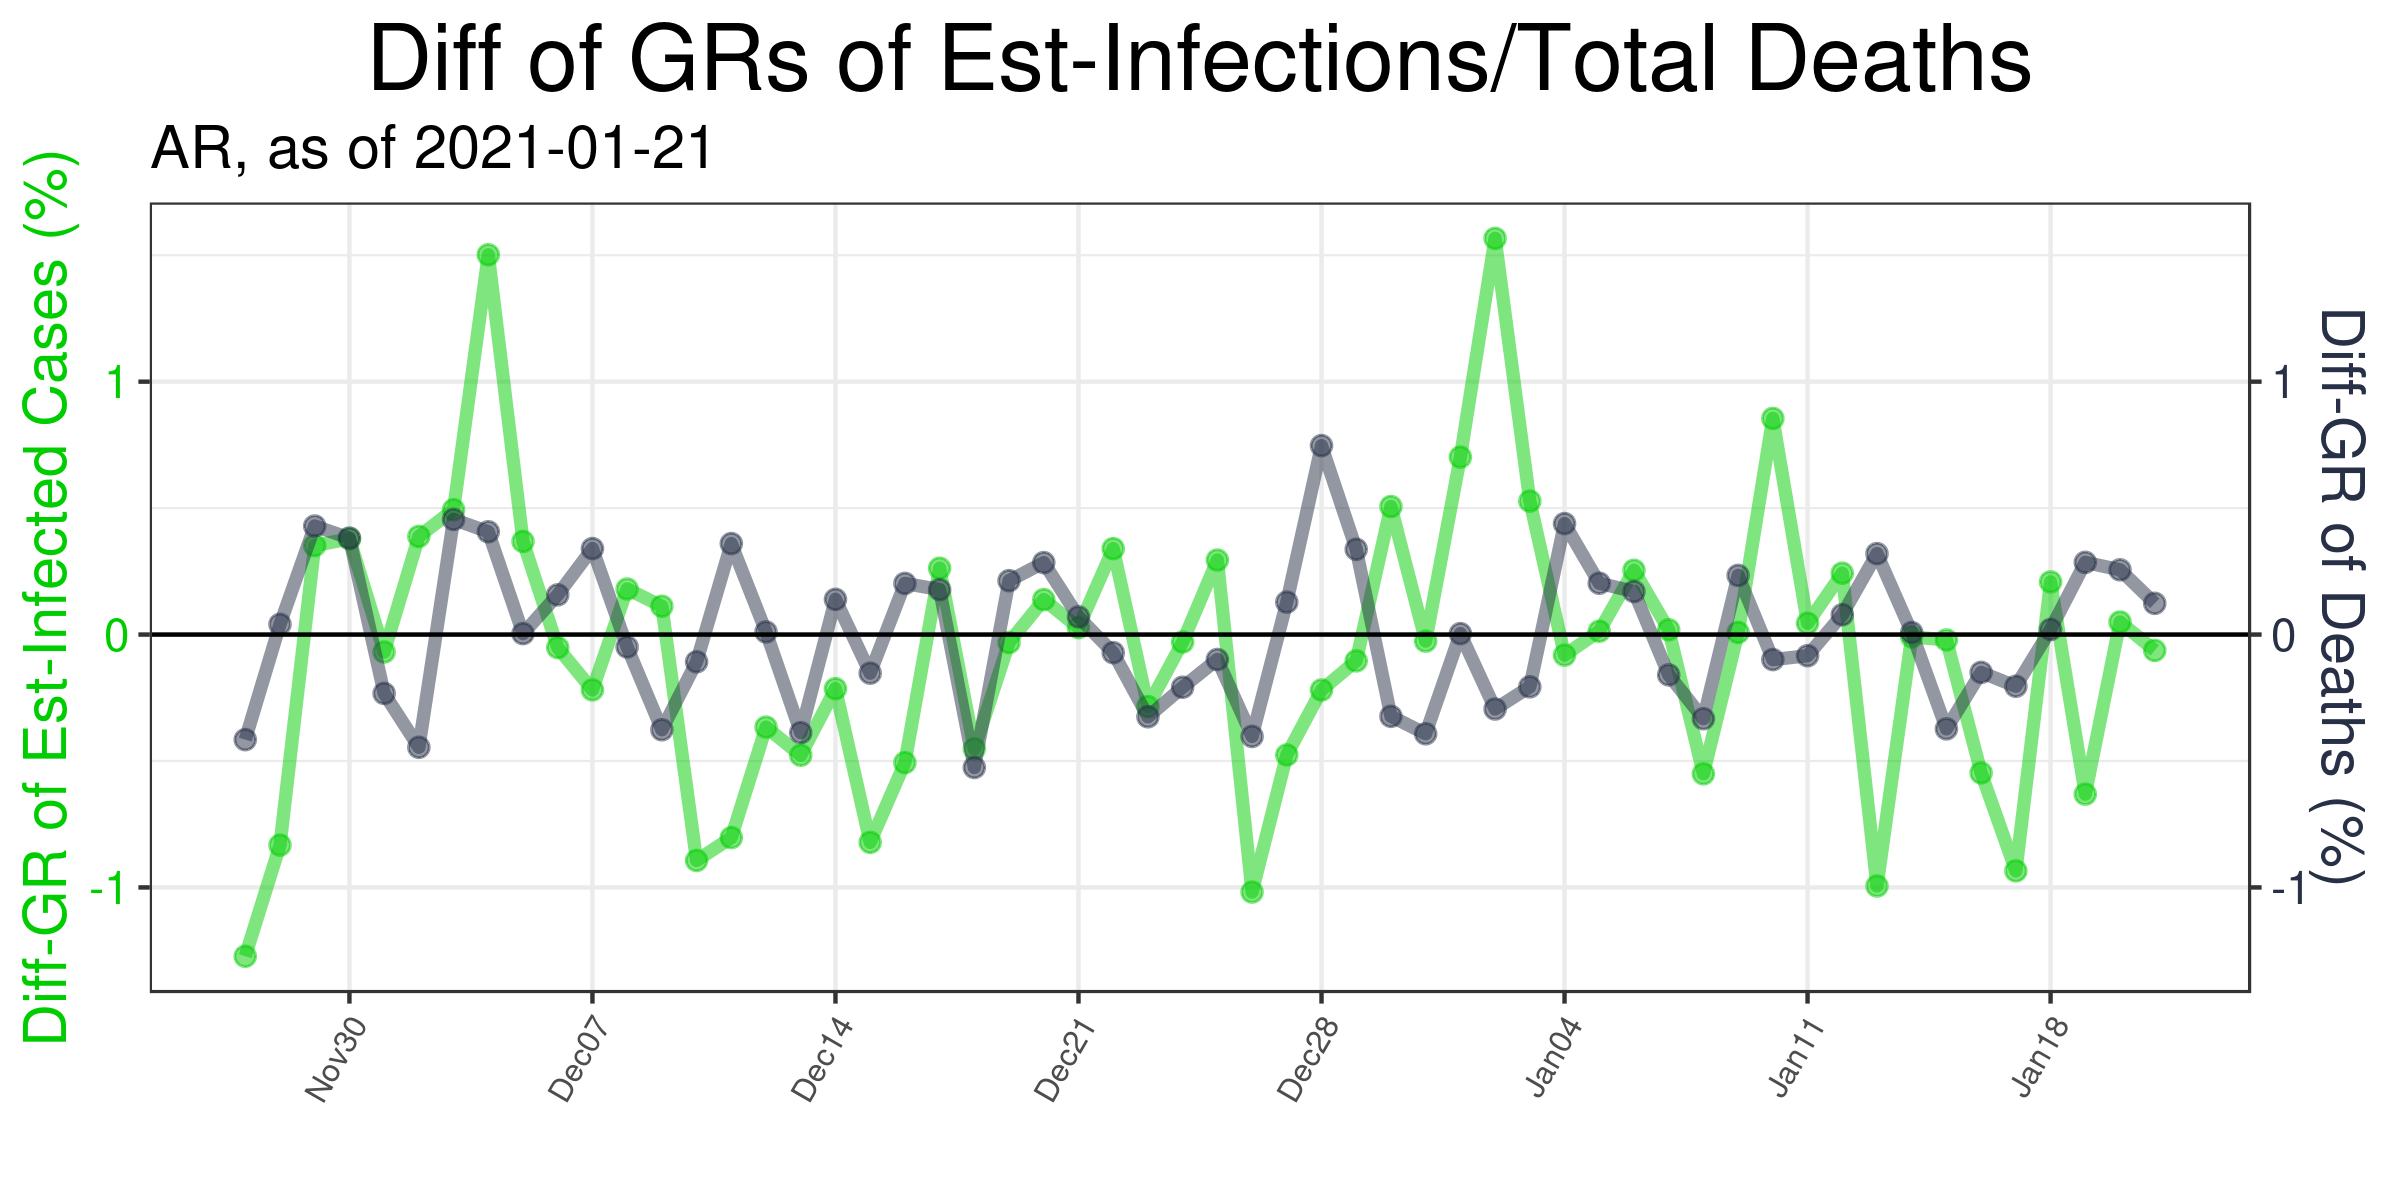 Diff of GRs of Est-Infections/Total Deaths
AR, as of 2021-01-21
Diff-GR of Est-Infected Cases (%)
1
0
-1
1
0
-1
Diff-GR of Deaths (%)
Nov30
Dec07
Dec14
Dec21
Dec28
Jan04
Jan11
Jan18